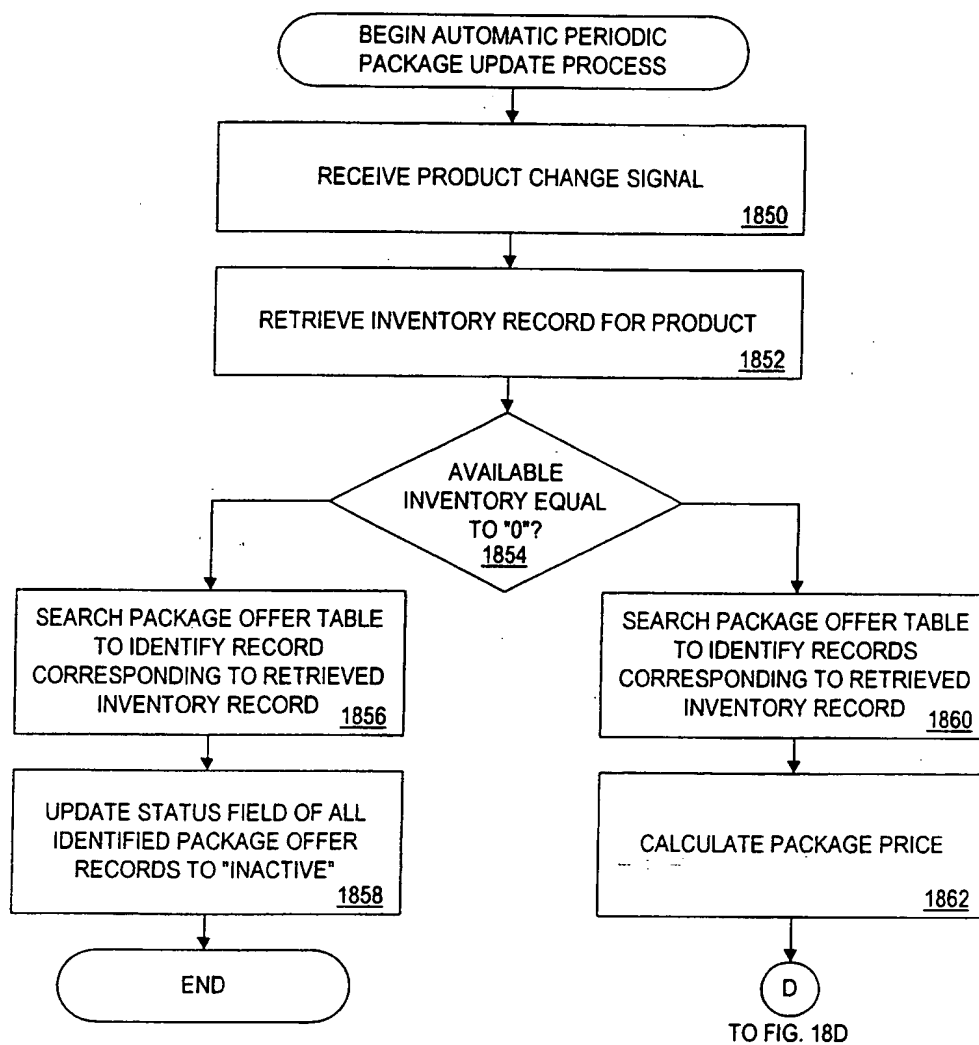 BEGIN AUTOMATIC PERIODIC
PACKAGE UPDATE PROCESS
RECEIVE PRODUCT CHANGE SIGNAL
1850
RETRIEVE INVENTORY RECORD FOR PRODUCT
1852
AVAILABLE
INVENTORY EQUAL
TO "0"?
1854
SEARCH PACKAGE OFFER TABLE
TO IDENTIFY RECORD
CORRESPONDING TO RETRIEVED
INVENTORY RECORD
1856
UPDATE STATUS FIELD OF ALL
IDENTIFIED PACKAGE OFFER
RECORDS TO "INACTIVE"
1858
END
SEARCH PACKAGE OFFER TABLE
TO IDENTIFY RECORDS
CORRESPONDING TO RETRIEVED
INVENTORY RECORD
1860
CALCULATE PACKAGE PRICE
1862
D
TO FIG. 18D